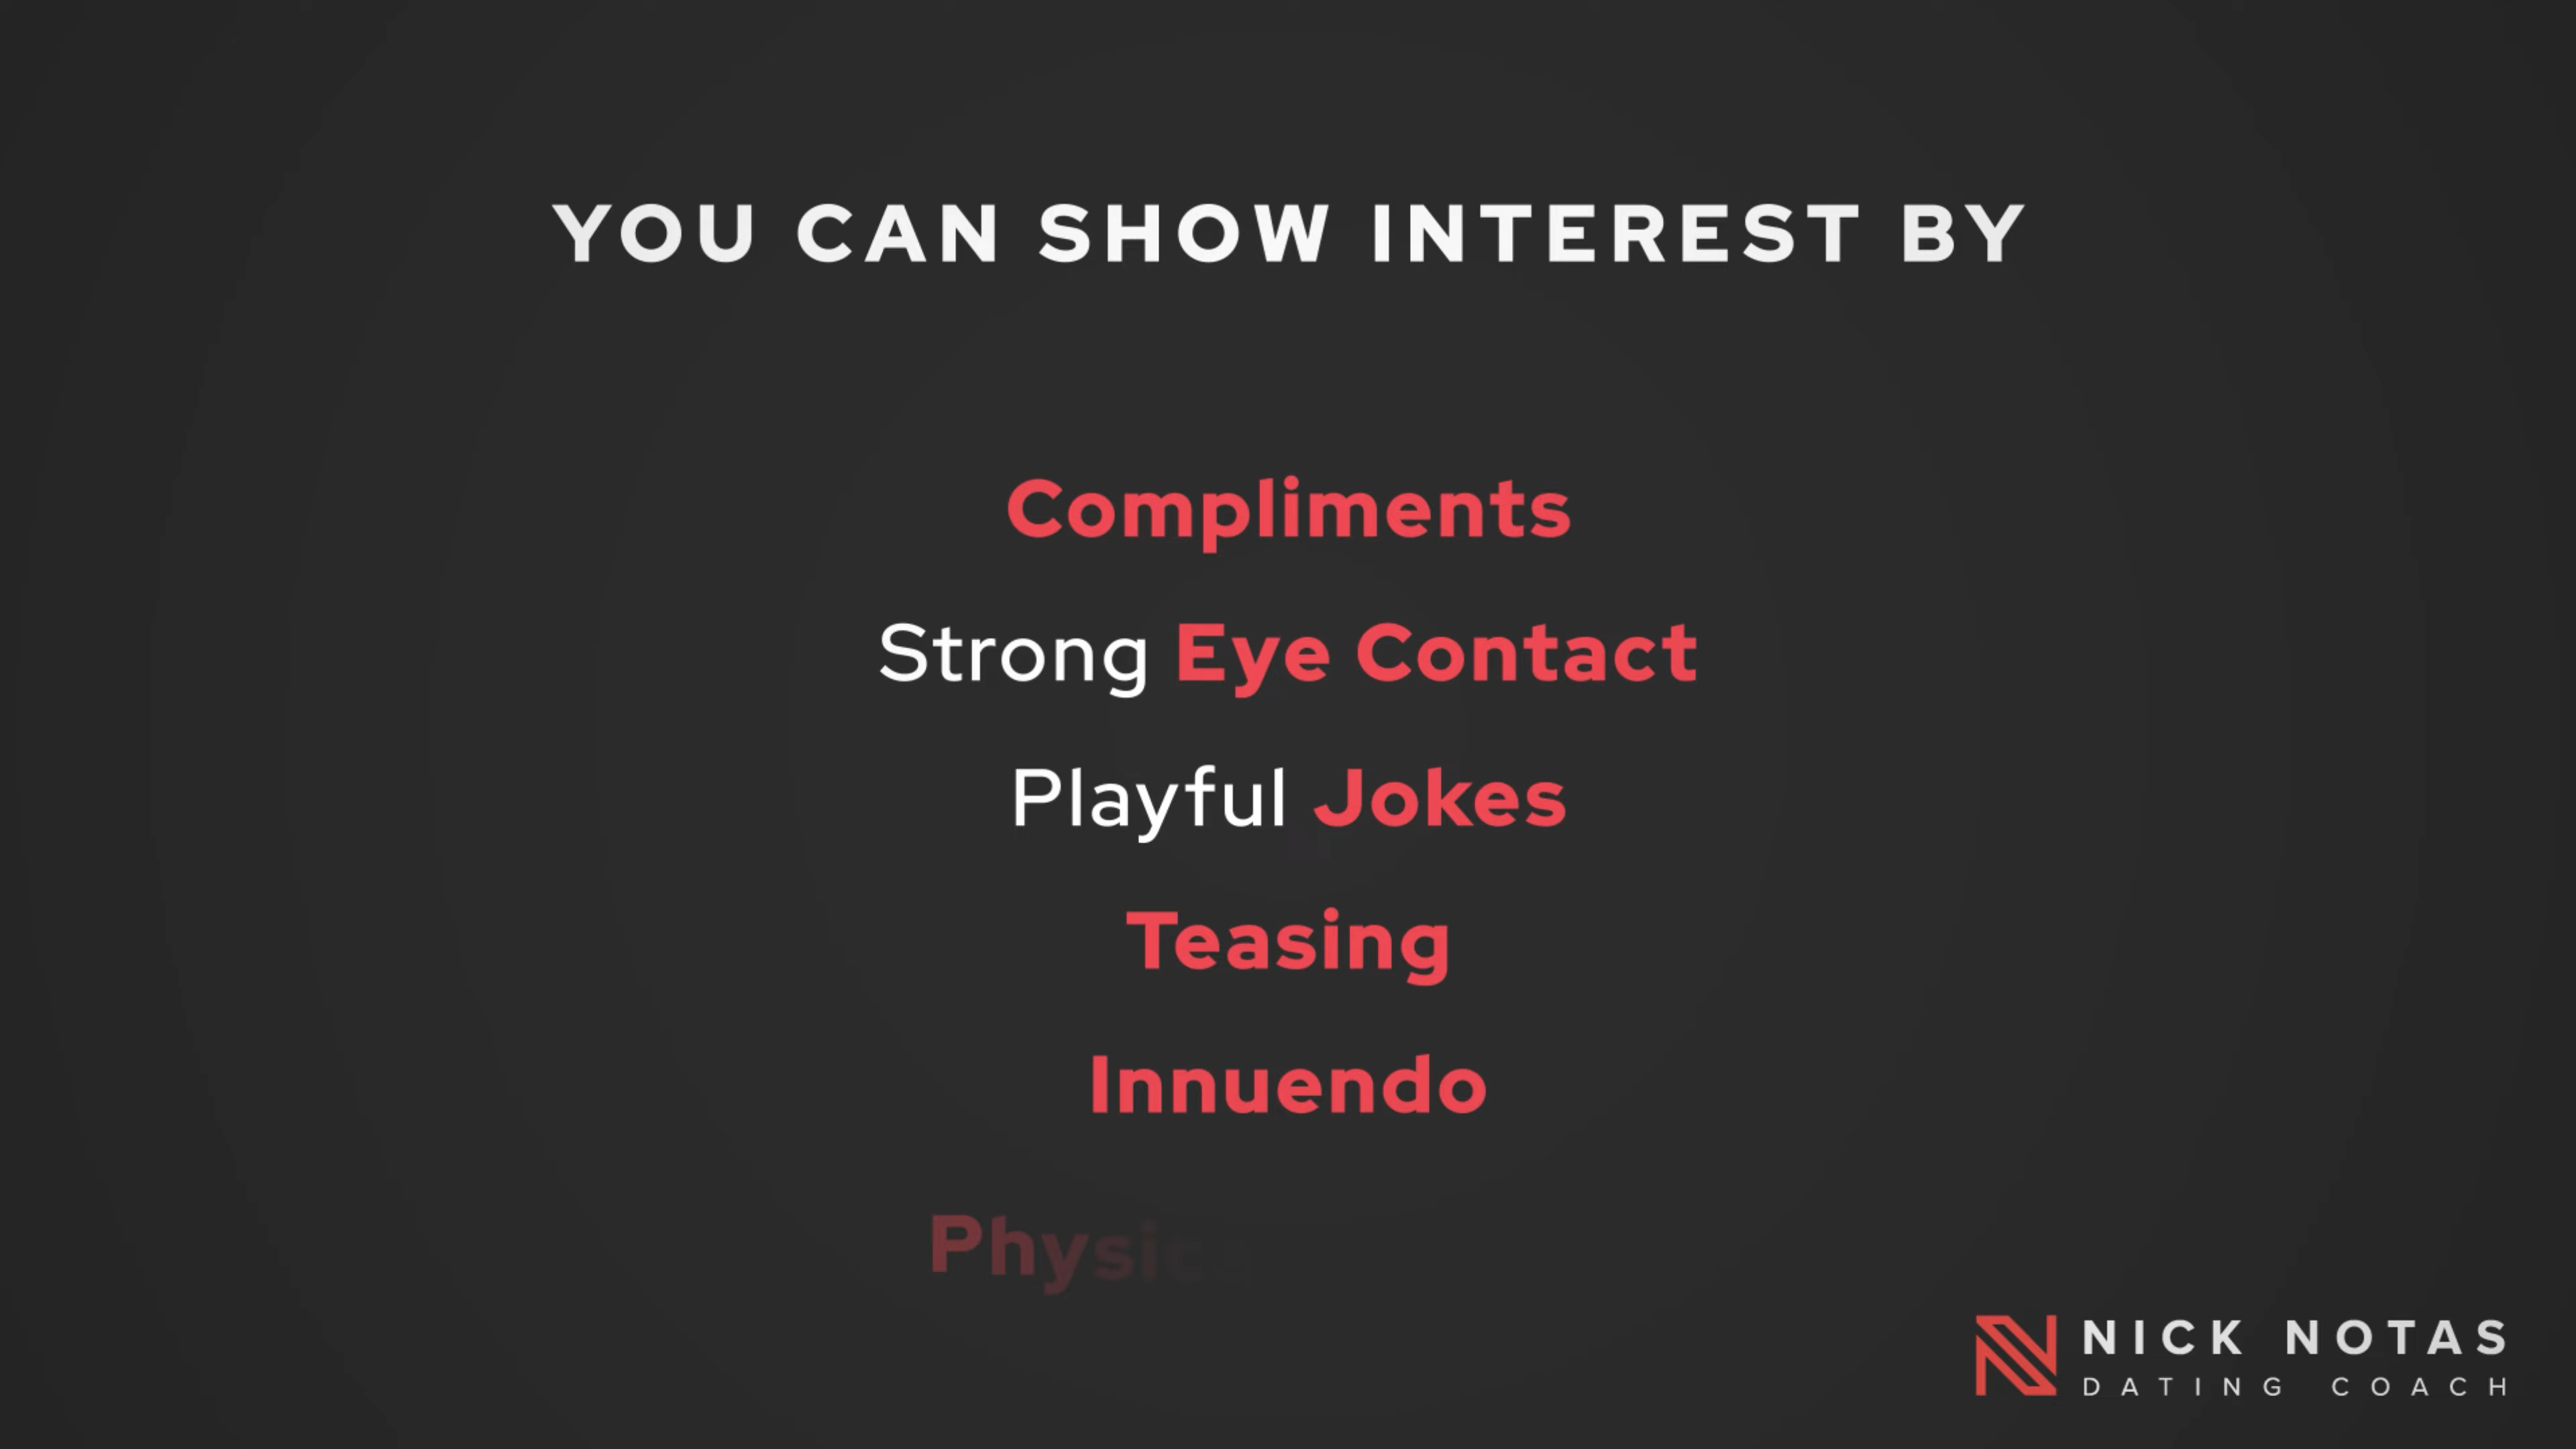 YOU CAN SHOW INTEREST BY
Compliments
Strong Eye Contact
Playful Jokes
Teasing
Innuendo
NICK NOTAS
DATING COACH